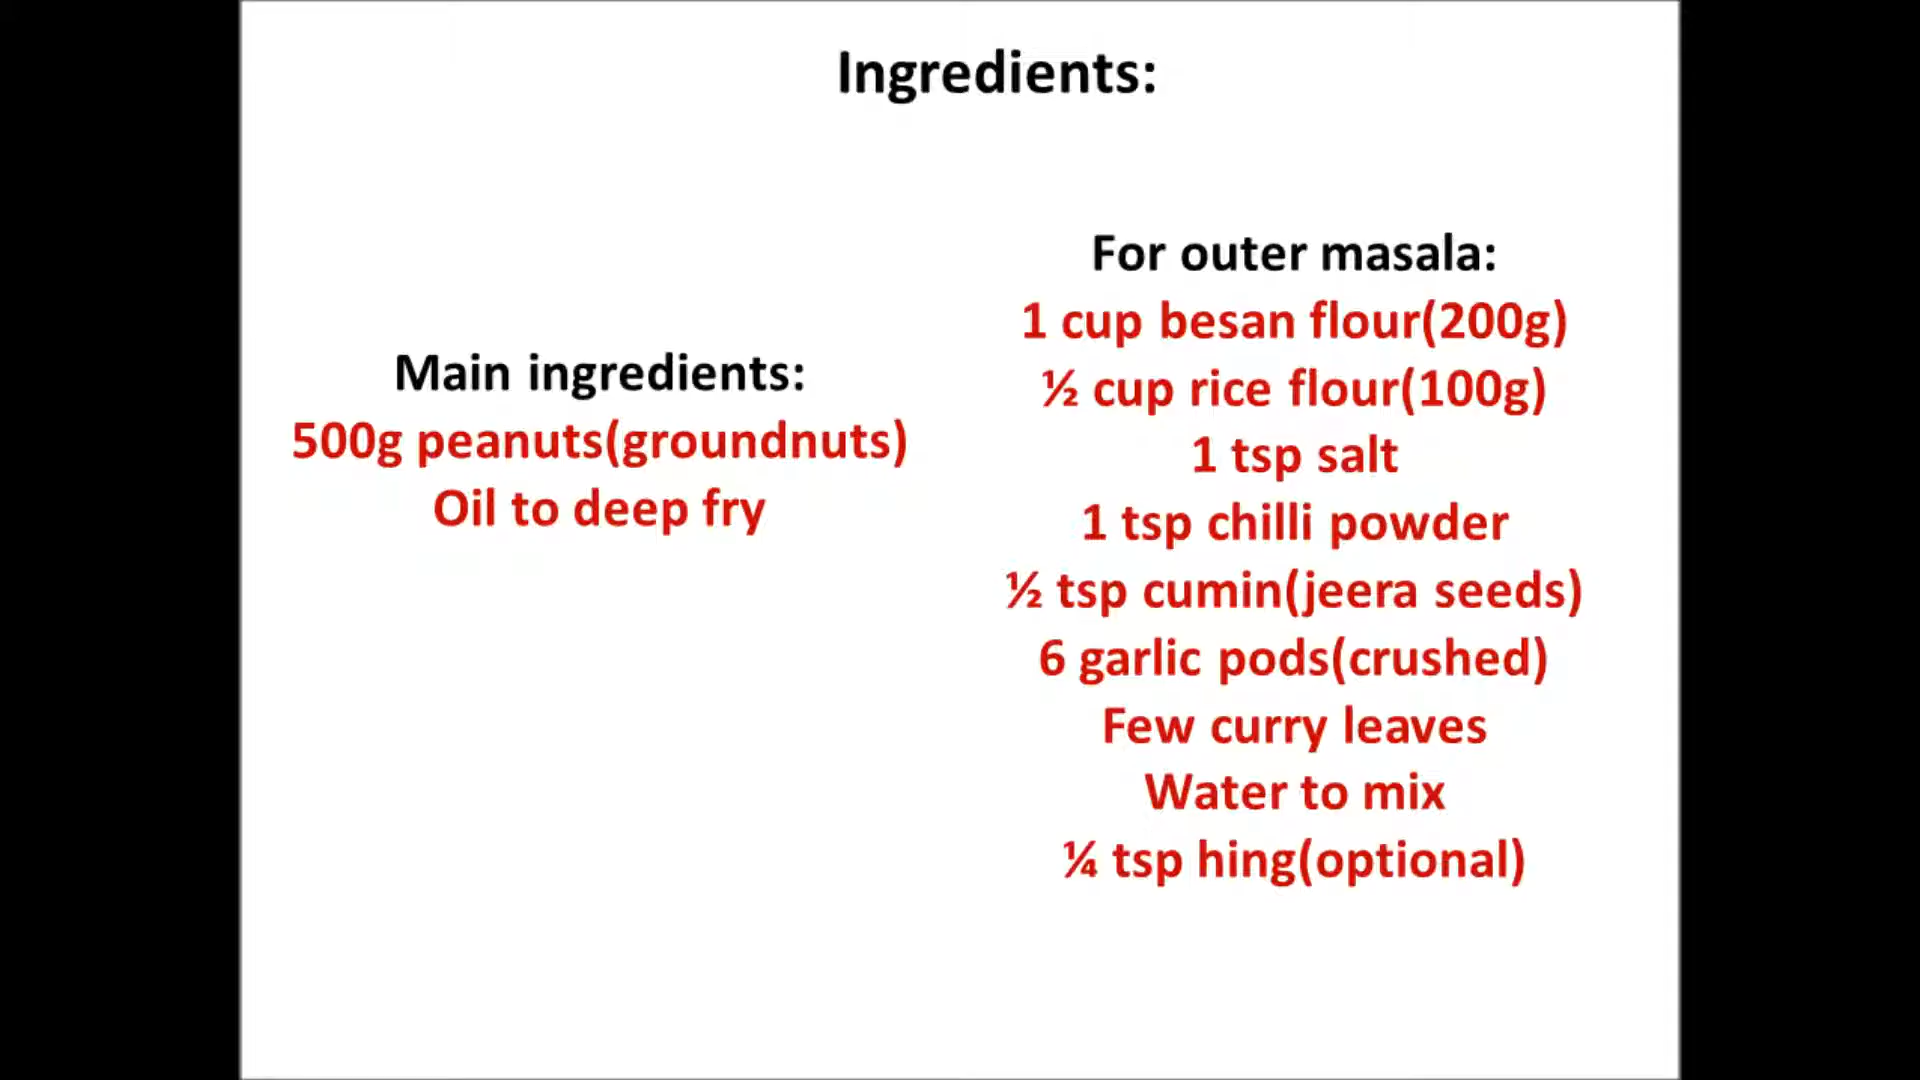 Ingredients:
Main ingredients:
500g peanuts(groundnuts)
Oil to deep fry
For outer masala:
1 cup besan flour(200g)
½ cup rice flour(100g)
1 tsp salt
1 tsp chilli powder
½ tsp cumin(jeera seeds)
6 garlic pods(crushed)
Few curry leaves
Water to mix
¼ tsp hing(optional)